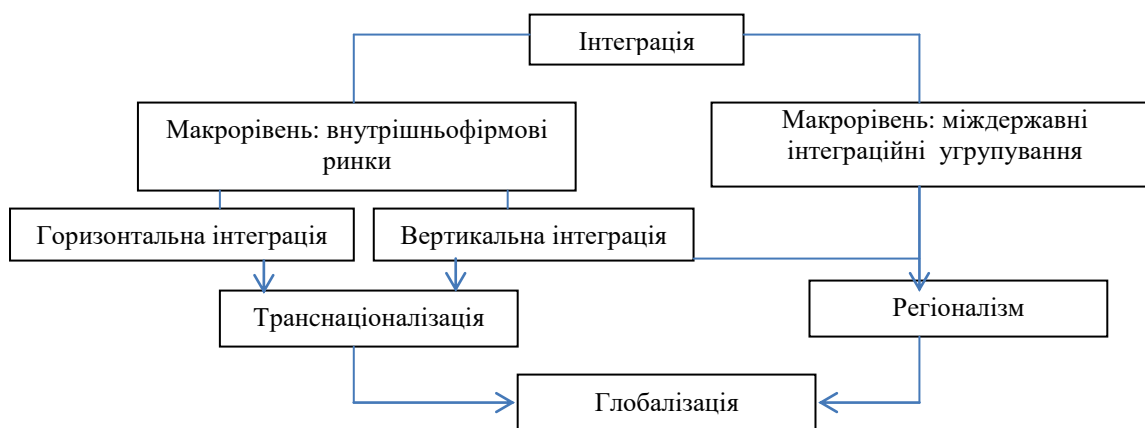 Інтеграція
Макрорівень: внутрішньофірмові
ринки
Макрорівень: міждержавні
інтеграційні угрупування
Горизонтальна інтеграція
Вертикальна інтеграція
Транснаціоналізація
Регіоналізм
Глобалізація